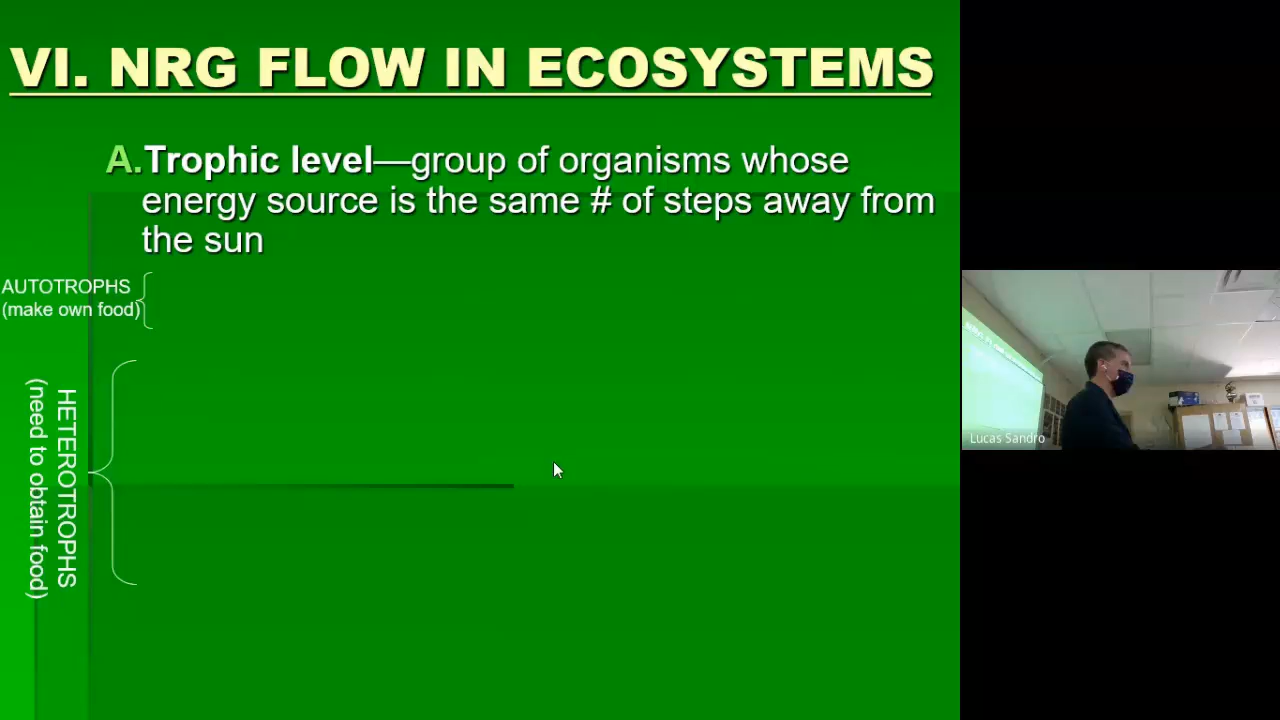 VI. NRG FLOW IN ECOSYSTEMS
A.Trophic level—group of organisms whose
energy source is the same # of steps away from
the sun
AUTOTROPHS
(make own food)
HETEROTROPHS
(need to obtain food)
Lucas Sandro